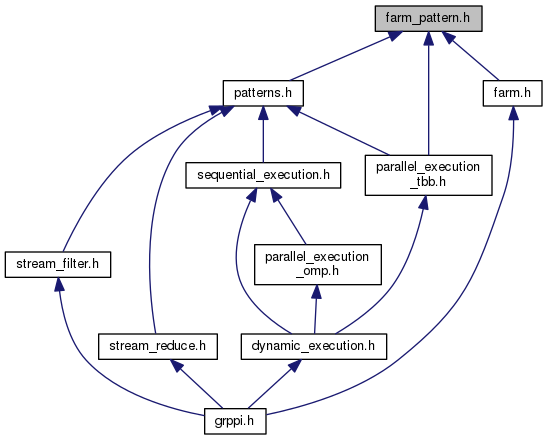 farm_pattern.h
patterns.h
farm.h
sequential_execution.h
parallel_execution
_tbb.h
stream_filter.h
parallel_execution
_omp.h
stream_reduce.h
dynamic_execution.h
grppi.h